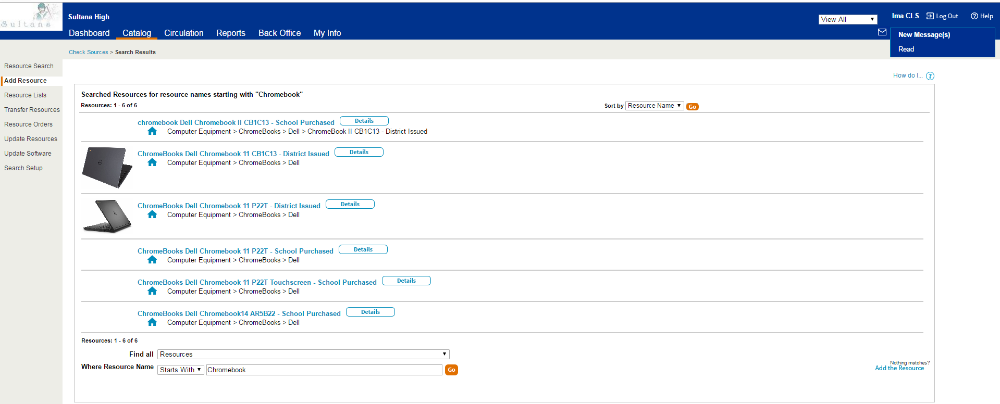 Sultans
Sultana High
View All
Ima CLS
Log Out
Help
Dashboard
Catalog
Circulation
Reports
Back Office
My Info
New Message(s)
Read
Check Sources > Search Results
Resource Search
Add Resource
Resource Lists
Transfer Resources
Resource Orders
Update Resources
Update Software
Search Setup
How do I... ?
Searched Resources for resource names starting with "Chromebook"
Resources: 1 - 6 of 6
Sort by Resource Name Go
chromebook Dell Chromebook II CB1C13 - School Purchased Details
Computer Equipment > ChromeBooks > Dell > ChromeBook II CB1C13 - District Issued
ChromeBooks Dell Chromebook 11 CB1C13 - District Issued Details
Computer Equipment > ChromeBooks > Dell
ChromeBooks Dell Chromebook 11 P22T - District Issued Details
Computer Equipment > ChromeBooks > Dell
ChromeBooks Dell Chromebook 11 P22T - School Purchased Details
Computer Equipment > ChromeBooks > Dell
ChromeBooks Dell Chromebook 11 P22T Touchscreen - School Purchased Details
Computer Equipment > ChromeBooks > Dell
ChromeBooks Dell Chromebook14 AR5B22 - School Purchased Details
Computer Equipment > ChromeBooks > Dell
Resources: 1 - 6 of 6
Find all Resources
Where Resource Name Starts With Chromebook Go
Nothing matches?
Add the Resource